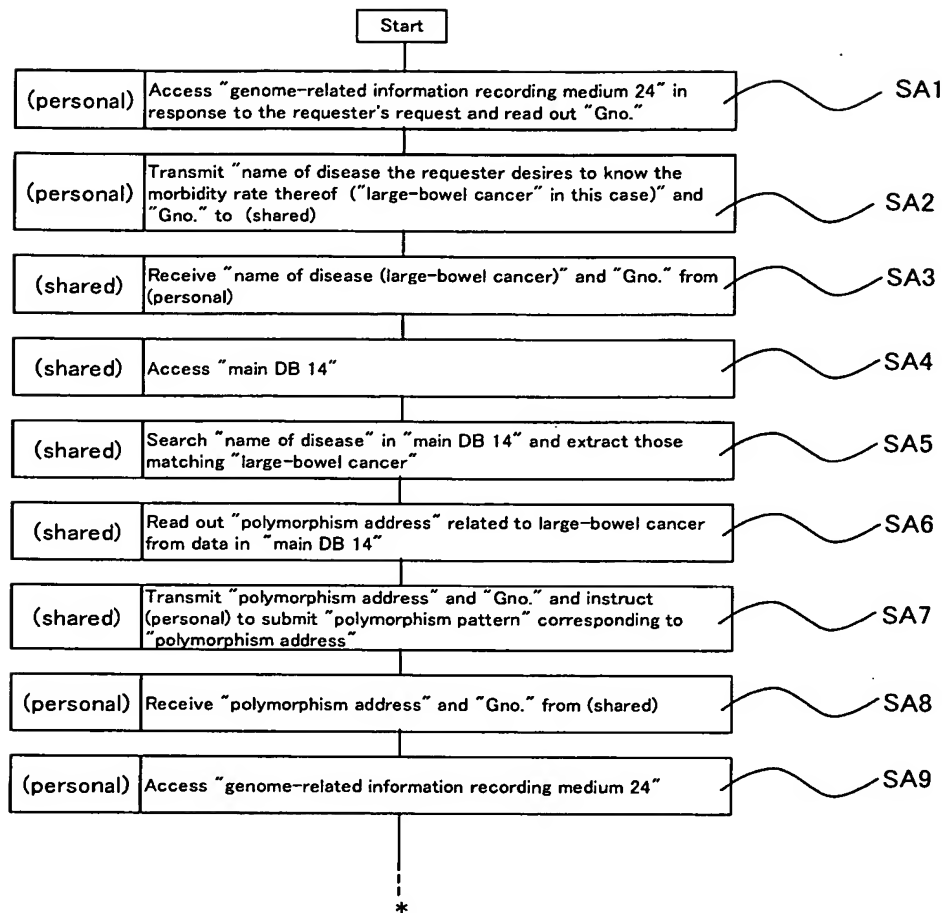 Start
(personal)
Access "genome-related information recording medium 24" in
response to the requester's request and read out "Gno."
SA1
(personal)
Transmit "name of disease the requester desires to know the
morbidity rate thereof ("large-bowel cancer" in this case)" and
"Gno." to (shared)
SA2
(shared)
Receive "name of disease (large-bowel cancer)" and "Gno." from
(personal)
SA3
(shared)
Access "main DB 14"
SA4
(shared)
Search "name of disease" in "main DB 14" and extract those
matching "large-bowel cancer"
SA5
(shared)
Read out "polymorphism address" related to large-bowel cancer
from data in "main DB 14"
SA6
(shared)
Transmit "polymorphism address" and "Gno." and instruct
(personal) to submit "polymorphism pattern" corresponding to
"polymorphism address"
SA7
(personal)
Receive "polymorphism address" and "Gno." from (shared)
SA8
(personal)
Access "genome-related information recording medium 24"
SA9
*